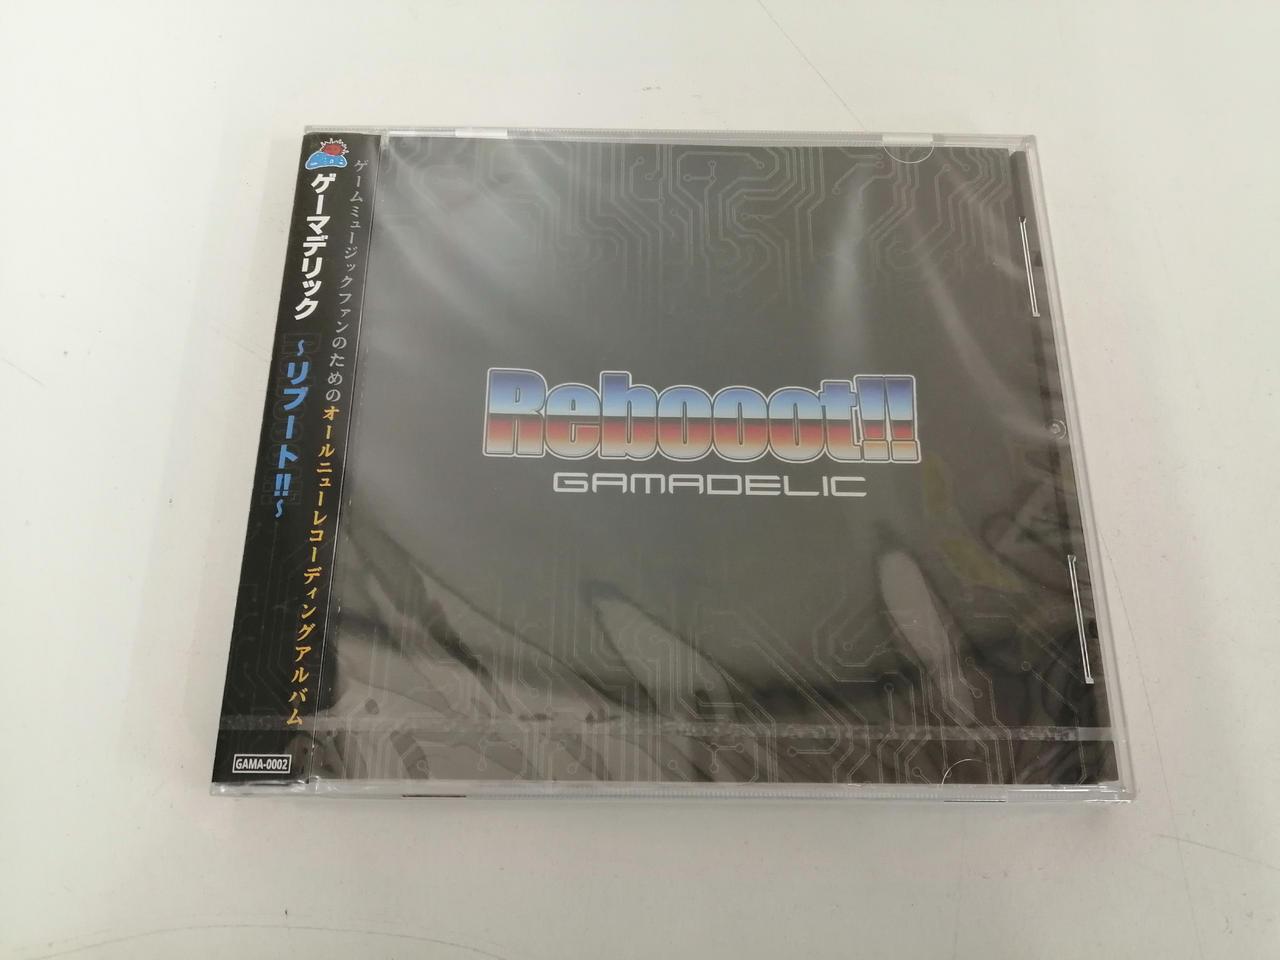 ゲームミュージックファンのためのオールニューレコーディングアルバム
ゲーマデリック
～リブート!!～
GAMA-0002
Rebooot!!
GAMADELIC